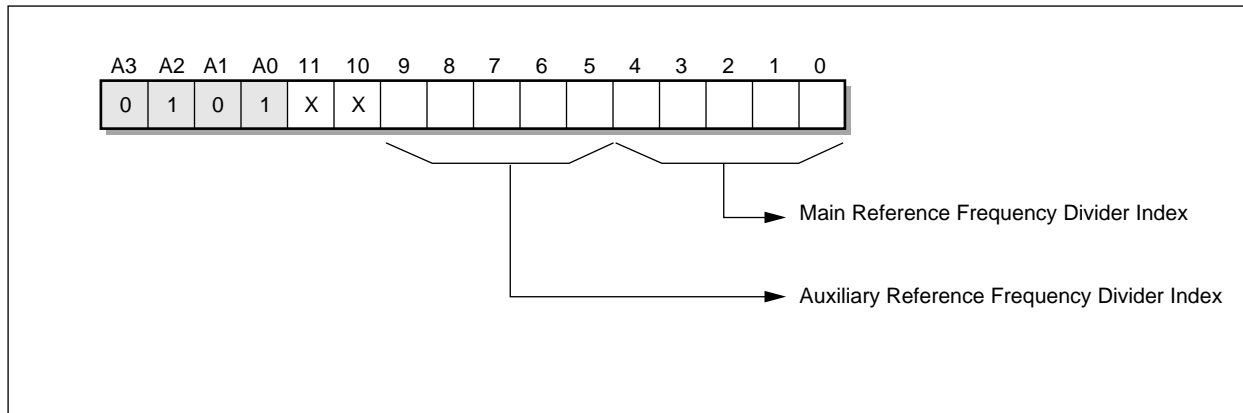 A3 A2 A1 A0 11 10 9 8 7 6 5 4 3 2 1 0
0 1 0 1 X X
Main Reference Frequency Divider Index
Auxiliary Reference Frequency Divider Index